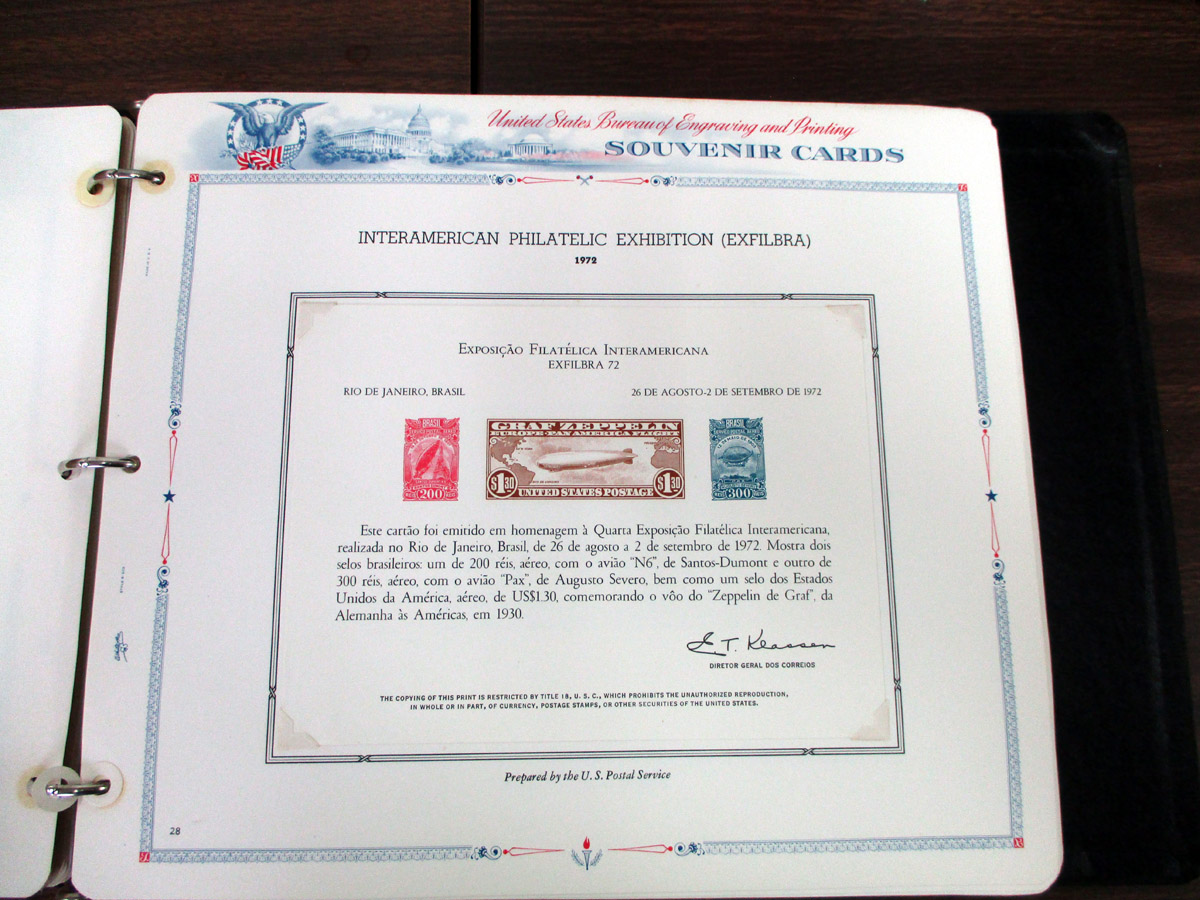 United States Bureau of Engraving and Printing
SOUVENIR CARDS
INTERAMERICAN PHILATELIC EXHIBITION (EXFILBRA)
1972
Exposição Filatélica Interamericana
EXFILBRA 72
RIO DE JANEIRO, BRASIL
26 DE AGOSTO-2 DE SETEMBRO DE 1972
BRASIL
200
GRAF ZEPPELIN
EUROPE-PAN AMERICA FLIGHT
$1.30 UNITED STATES POSTAGE $1.30
BRASIL
300
Este cartão foi emitido em homenagem à Quarta Exposição Filatélica Interamericana,
realizada no Rio de Janeiro, Brasil, de 26 de agosto a 2 de setembro de 1972. Mostra dois
selos brasileiros: um de 200 réis, aéreo, com o avião "N6", de Santos-Dumont e outro de
300 réis, aéreo, com o avião "Pax", de Augusto Severo, bem como um selo dos Estados
Unidos da América, aéreo, de US$1.30, comemorando o vôo do "Zeppelin de Graf", da
Alemanha às Américas, em 1930.
E. T. Klassen
DIRETOR GERAL DOS CORREIOS
THE COPYING OF THIS PRINT IS RESTRICTED BY TITLE 18, U. S. C., WHICH PROHIBITS THE UNAUTHORIZED REPRODUCTION,
IN WHOLE OR IN PART, OF CURRENCY, POSTAGE STAMPS, OR OTHER SECURITIES OF THE UNITED STATES.
Prepared by the U. S. Postal Service
28